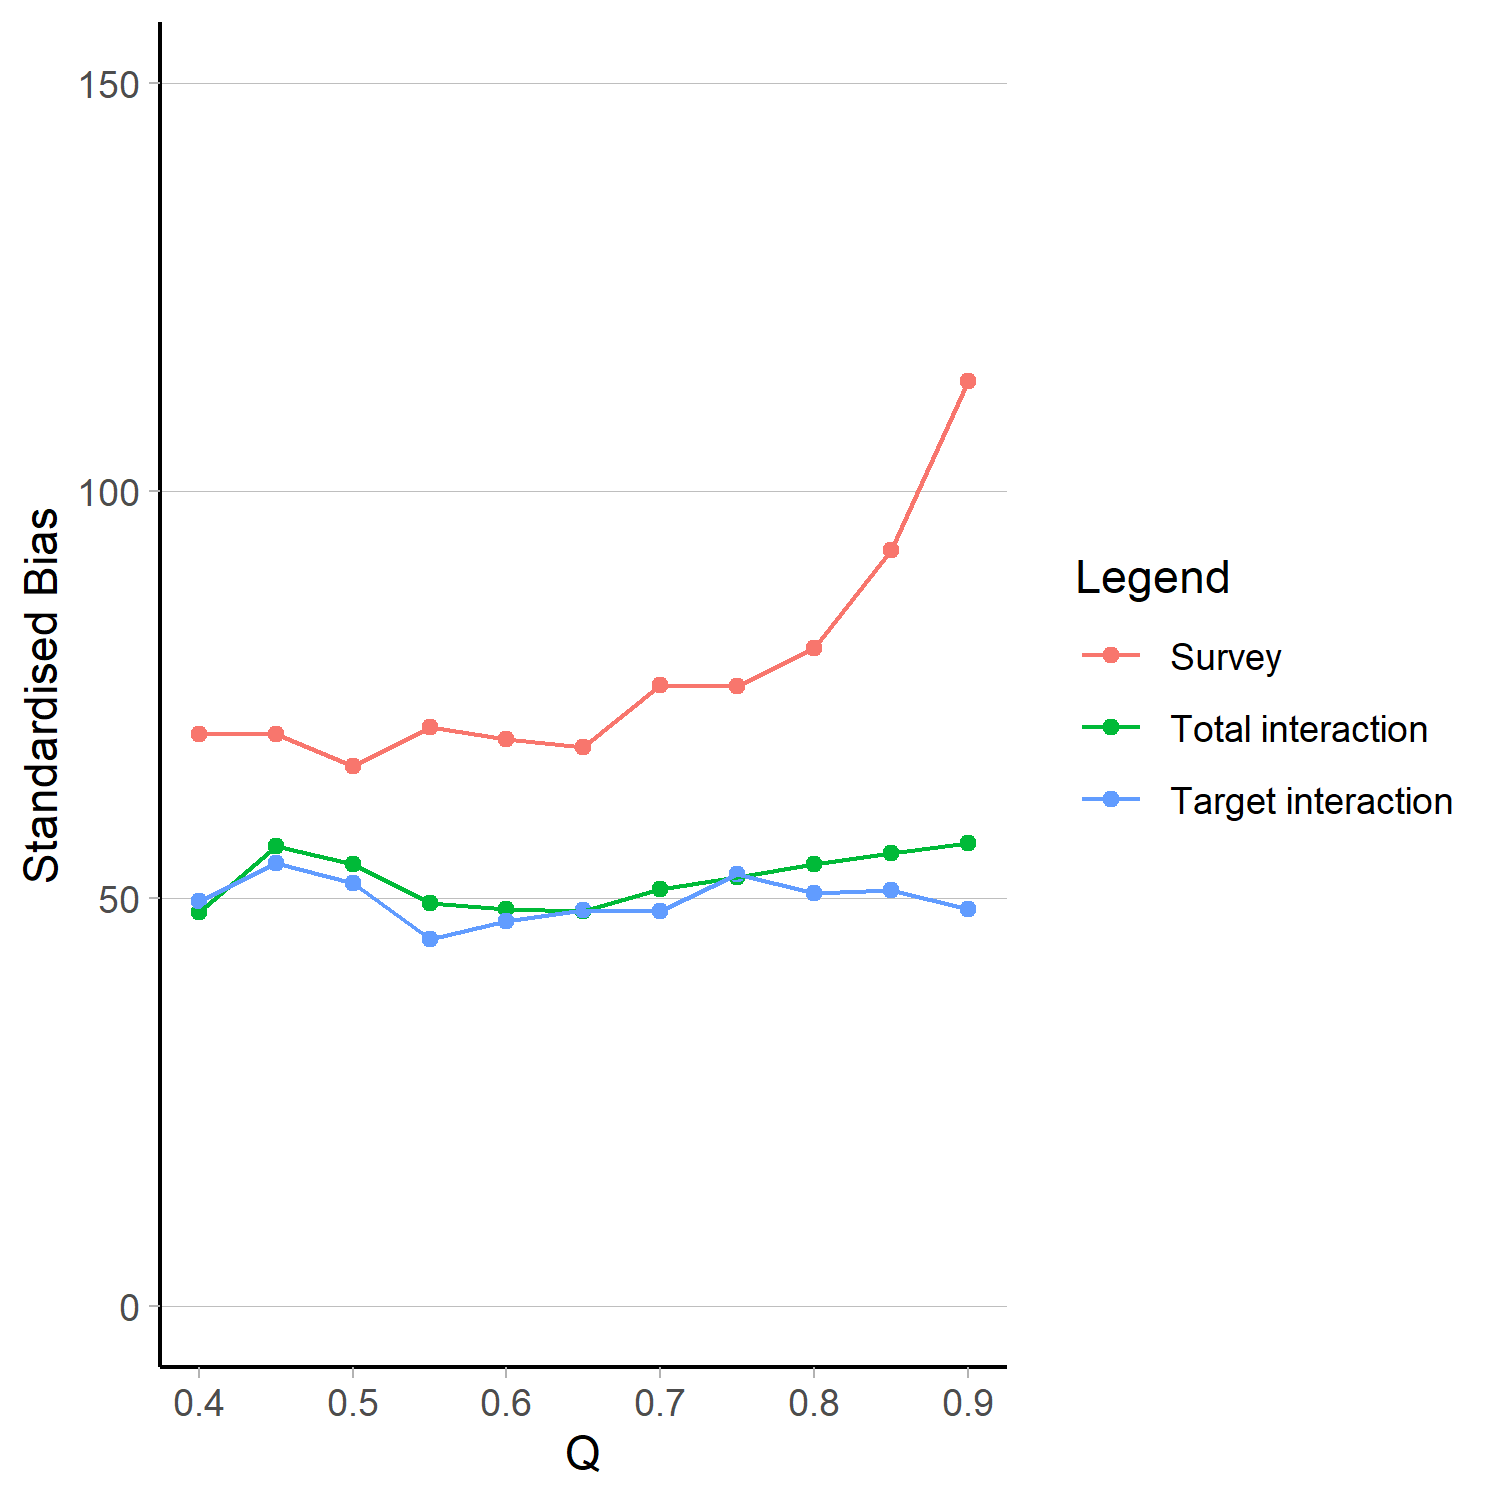 150
100
50
0
Standardised Bias
0.4 0.5 0.6 0.7 0.8 0.9
Q
Legend
Survey
Total interaction
Target interaction